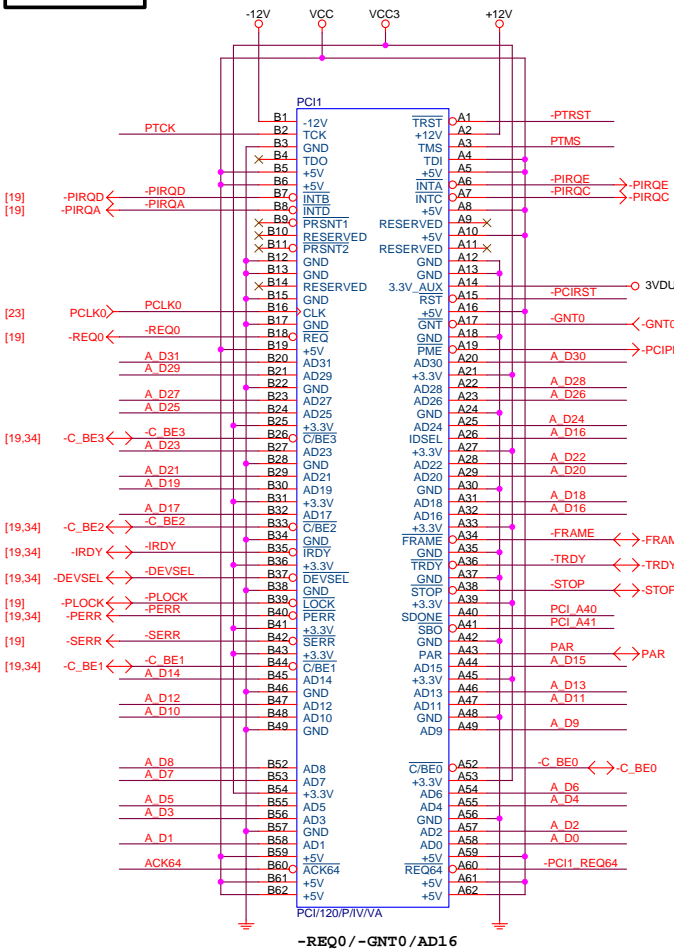 -12V VCC VCC3 +12V
PCI1
B1 -12V TRST A1 -PTRST
PTCK B2 TCK +12V A2
B3 GND TMS A3 PTMS
B4 TDO TDI A4
B5 +5V +5V A5
B6 +5V INTA A6 -PIRQE -PIRQE
[19] -PIRQD -PIRQD B7 INTB INTC A7 -PIRQC -PIRQC
[19] -PIRQA -PIRQA B8 INTD +5V A8
B9 PRSNT1 RESERVED A9
B10 RESERVED +5V A10
B11 PRSNT2 RESERVED A11
B12 GND GND A12
B13 GND GND A13
B14 RESERVED 3.3V_AUX A14 3VDU
B15 GND RST A15 -PCIRST
[23] PCLK0 PCLK0 B16 CLK +5V A16
B17 GND GNT A17 -GNT0 -GNT0
[19] -REQ0 -REQ0 B18 REQ GND A18
B19 +5V PME A19 -PCIP
A_D31 B20 AD31 AD30 A20 A_D30
A_D29 B21 AD29 +3.3V A21
B22 GND AD28 A22 A_D28
A_D27 B23 AD27 AD26 A23 A_D26
A_D25 B24 AD25 GND A24
B25 +3.3V AD24 A25 A_D24
[19,34] -C_BE3 -C_BE3 B26 C/BE3 IDSEL A26 A_D16
A_D23 B27 AD23 +3.3V A27
B28 GND AD22 A28 A_D22
A_D21 B29 AD21 AD20 A29 A_D20
A_D19 B30 AD19 GND A30
B31 +3.3V AD18 A31 A_D18
A_D17 B32 AD17 AD16 A32 A_D16
[19,34] -C_BE2 -C_BE2 B33 C/BE2 +3.3V A33
B34 GND FRAME A34 -FRAME -FRAM
[19,34] -IRDY -IRDY B35 IRDY GND A35
B36 +3.3V TRDY A36 -TRDY -TRDY
[19,34] -DEVSEL -DEVSEL B37 DEVSEL GND A37
B38 GND STOP A38 -STOP -STOP
[19] -PLOCK -PLOCK B39 LOCK +3.3V A39
[19,34] -PERR -PERR B40 PERR SDONE A40 PCI_A40
B41 +3.3V SBO A41 PCI_A41
[19] -SERR -SERR B42 SERR GND A42
B43 +3.3V PAR A43 PAR PAR
[19,34] -C_BE1 -C_BE1 B44 C/BE1 AD15 A44 A_D15
A_D14 B45 AD14 +3.3V A45
B46 GND AD13 A46 A_D13
A_D12 B47 AD12 AD11 A47 A_D11
A_D10 B48 AD10 GND A48
B49 GND AD9 A49 A_D9
A_D8 B52 AD8 C/BE0 A52 -C_BE0 -C_BE0
A_D7 B53 AD7 +3.3V A53
B54 +3.3V AD6 A54 A_D6
A_D5 B55 AD5 AD4 A55 A_D4
A_D3 B56 AD3 GND A56
B57 GND AD2 A57 A_D2
A_D1 B58 AD1 AD0 A58 A_D0
B59 +5V +5V A59
ACK64 B60 ACK64 REQ64 A60 -PCI1_REQ64
B61 +5V +5V A61
B62 +5V +5V A62
PCI/120/P/IV/VA
-REQ0/-GNT0/AD16